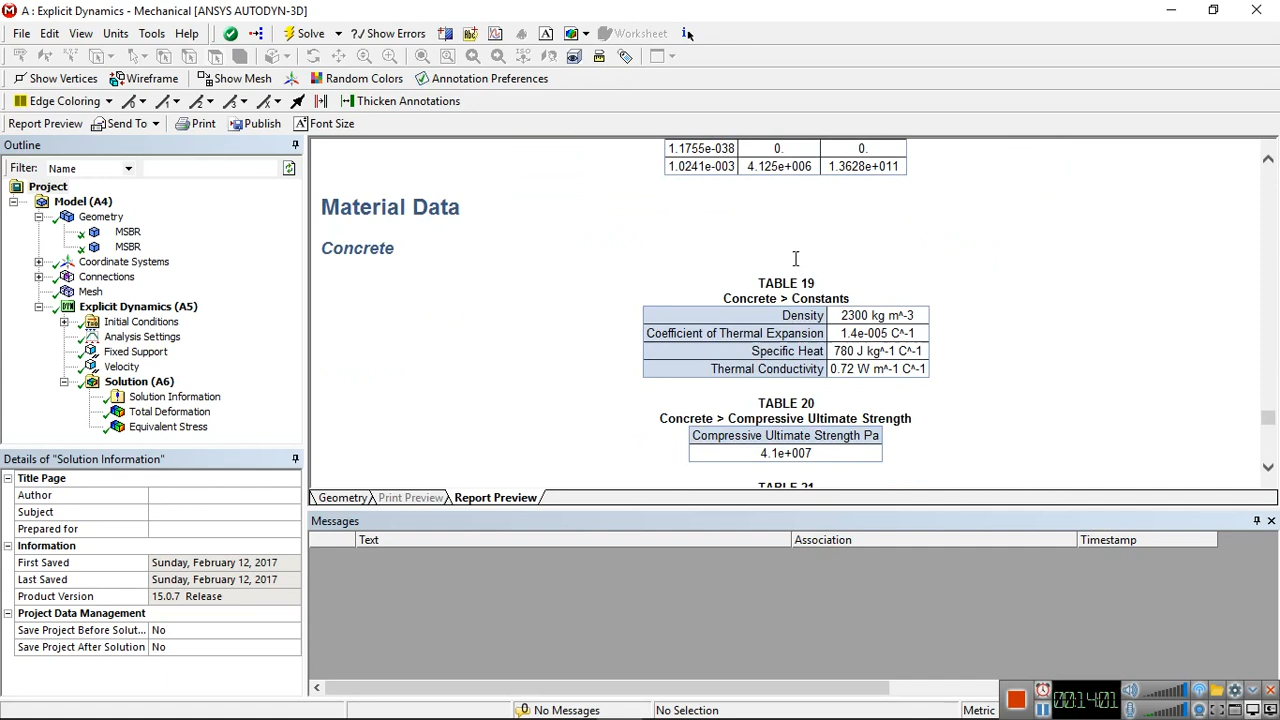 A : Explicit Dynamics - Mechanical [ANSYS AUTODYN-3D]
File Edit View Units Tools Help Solve Show Errors Worksheet
Show Vertices Wireframe Show Mesh Random Colors Annotation Preferences
Edge Coloring Thicken Annotations
Report Preview Send To Print Publish Font Size
Outline
Filter: Name
Project
Model (A4)
Geometry
MSBR
MSBR
Coordinate Systems
Connections
Mesh
Explicit Dynamics (A5)
Initial Conditions
Analysis Settings
Fixed Support
Velocity
Solution (A6)
Solution Information
Total Deformation
Equivalent Stress
Details of "Solution Information"
Title Page
Author
Subject
Prepared for
Information
First Saved Sunday, February 12, 2017
Last Saved Sunday, February 12, 2017
Product Version 15.0.7 Release
Project Data Management
Save Project Before Solut... No
Save Project After Solution No
1.1755e-038 0. 0.
1.0241e-003 4.125e+006 1.3628e+011
Material Data
Concrete
TABLE 19
Concrete > Constants
Density 2300 kg m^-3
Coefficient of Thermal Expansion 1.4e-005 C^-1
Specific Heat 780 J kg^-1 C^-1
Thermal Conductivity 0.72 W m^-1 C^-1
TABLE 20
Concrete > Compressive Ultimate Strength
Compressive Ultimate Strength Pa
4.1e+007
TABLE 21
Geometry Print Preview Report Preview
Messages
Text Association Timestamp
No Messages No Selection Metric
00:14:01